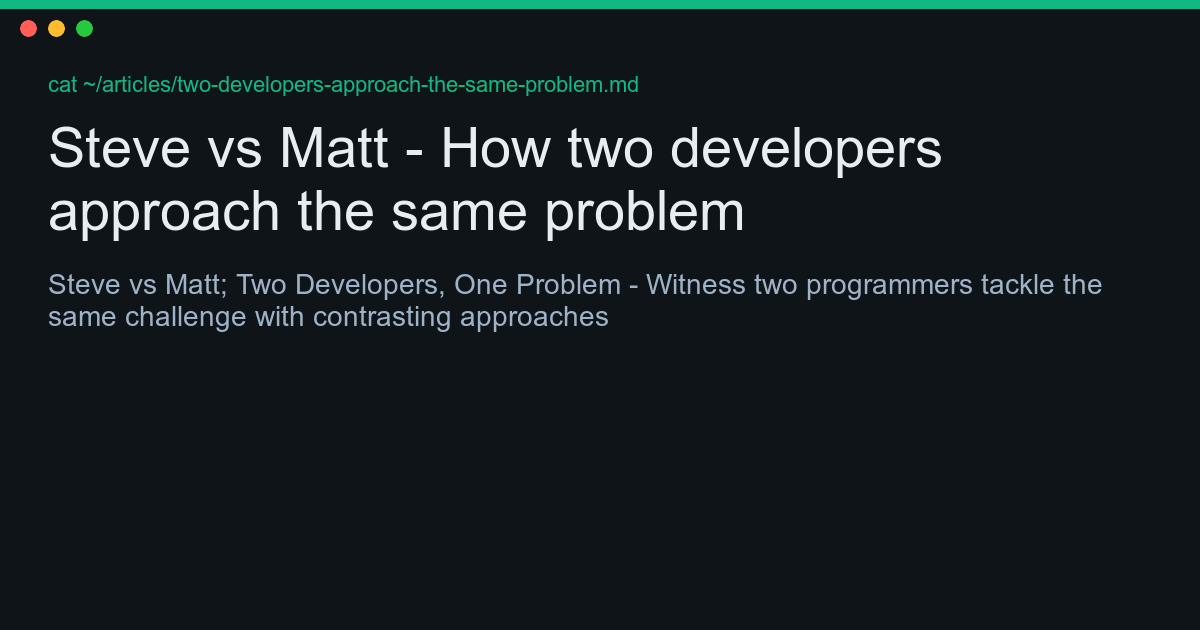 cat ~/articles/two-developers-approach-the-same-problem.md
Steve vs Matt - How two developers
approach the same problem
Steve vs Matt; Two Developers, One Problem - Witness two programmers tackle the
same challenge with contrasting approaches